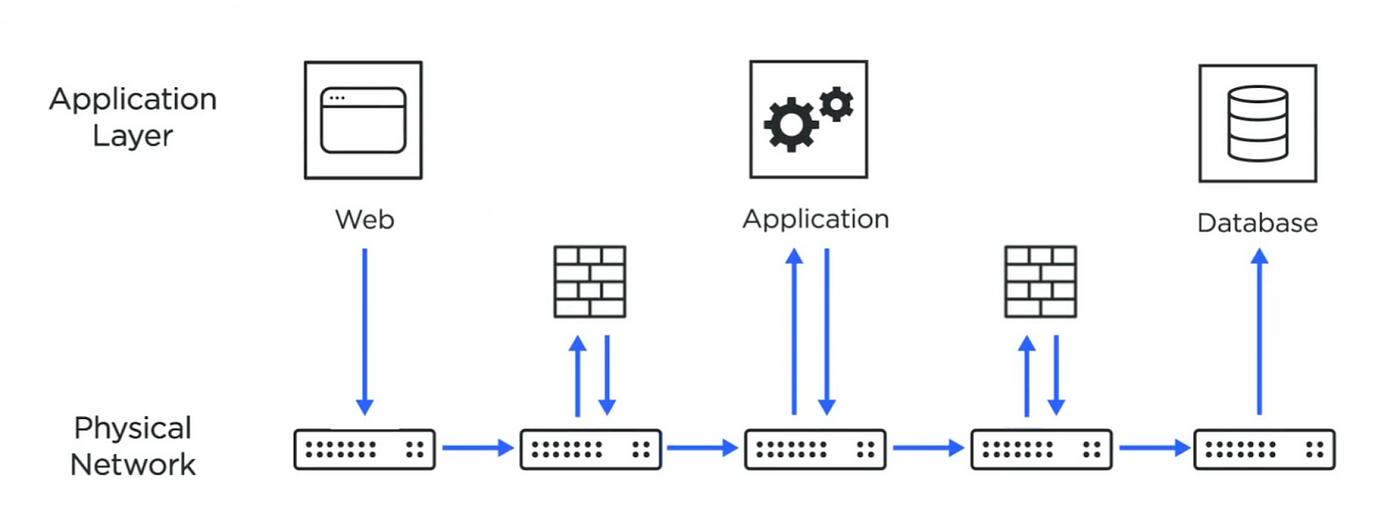 Application
Layer
Web
Application
Database
Physical
Network